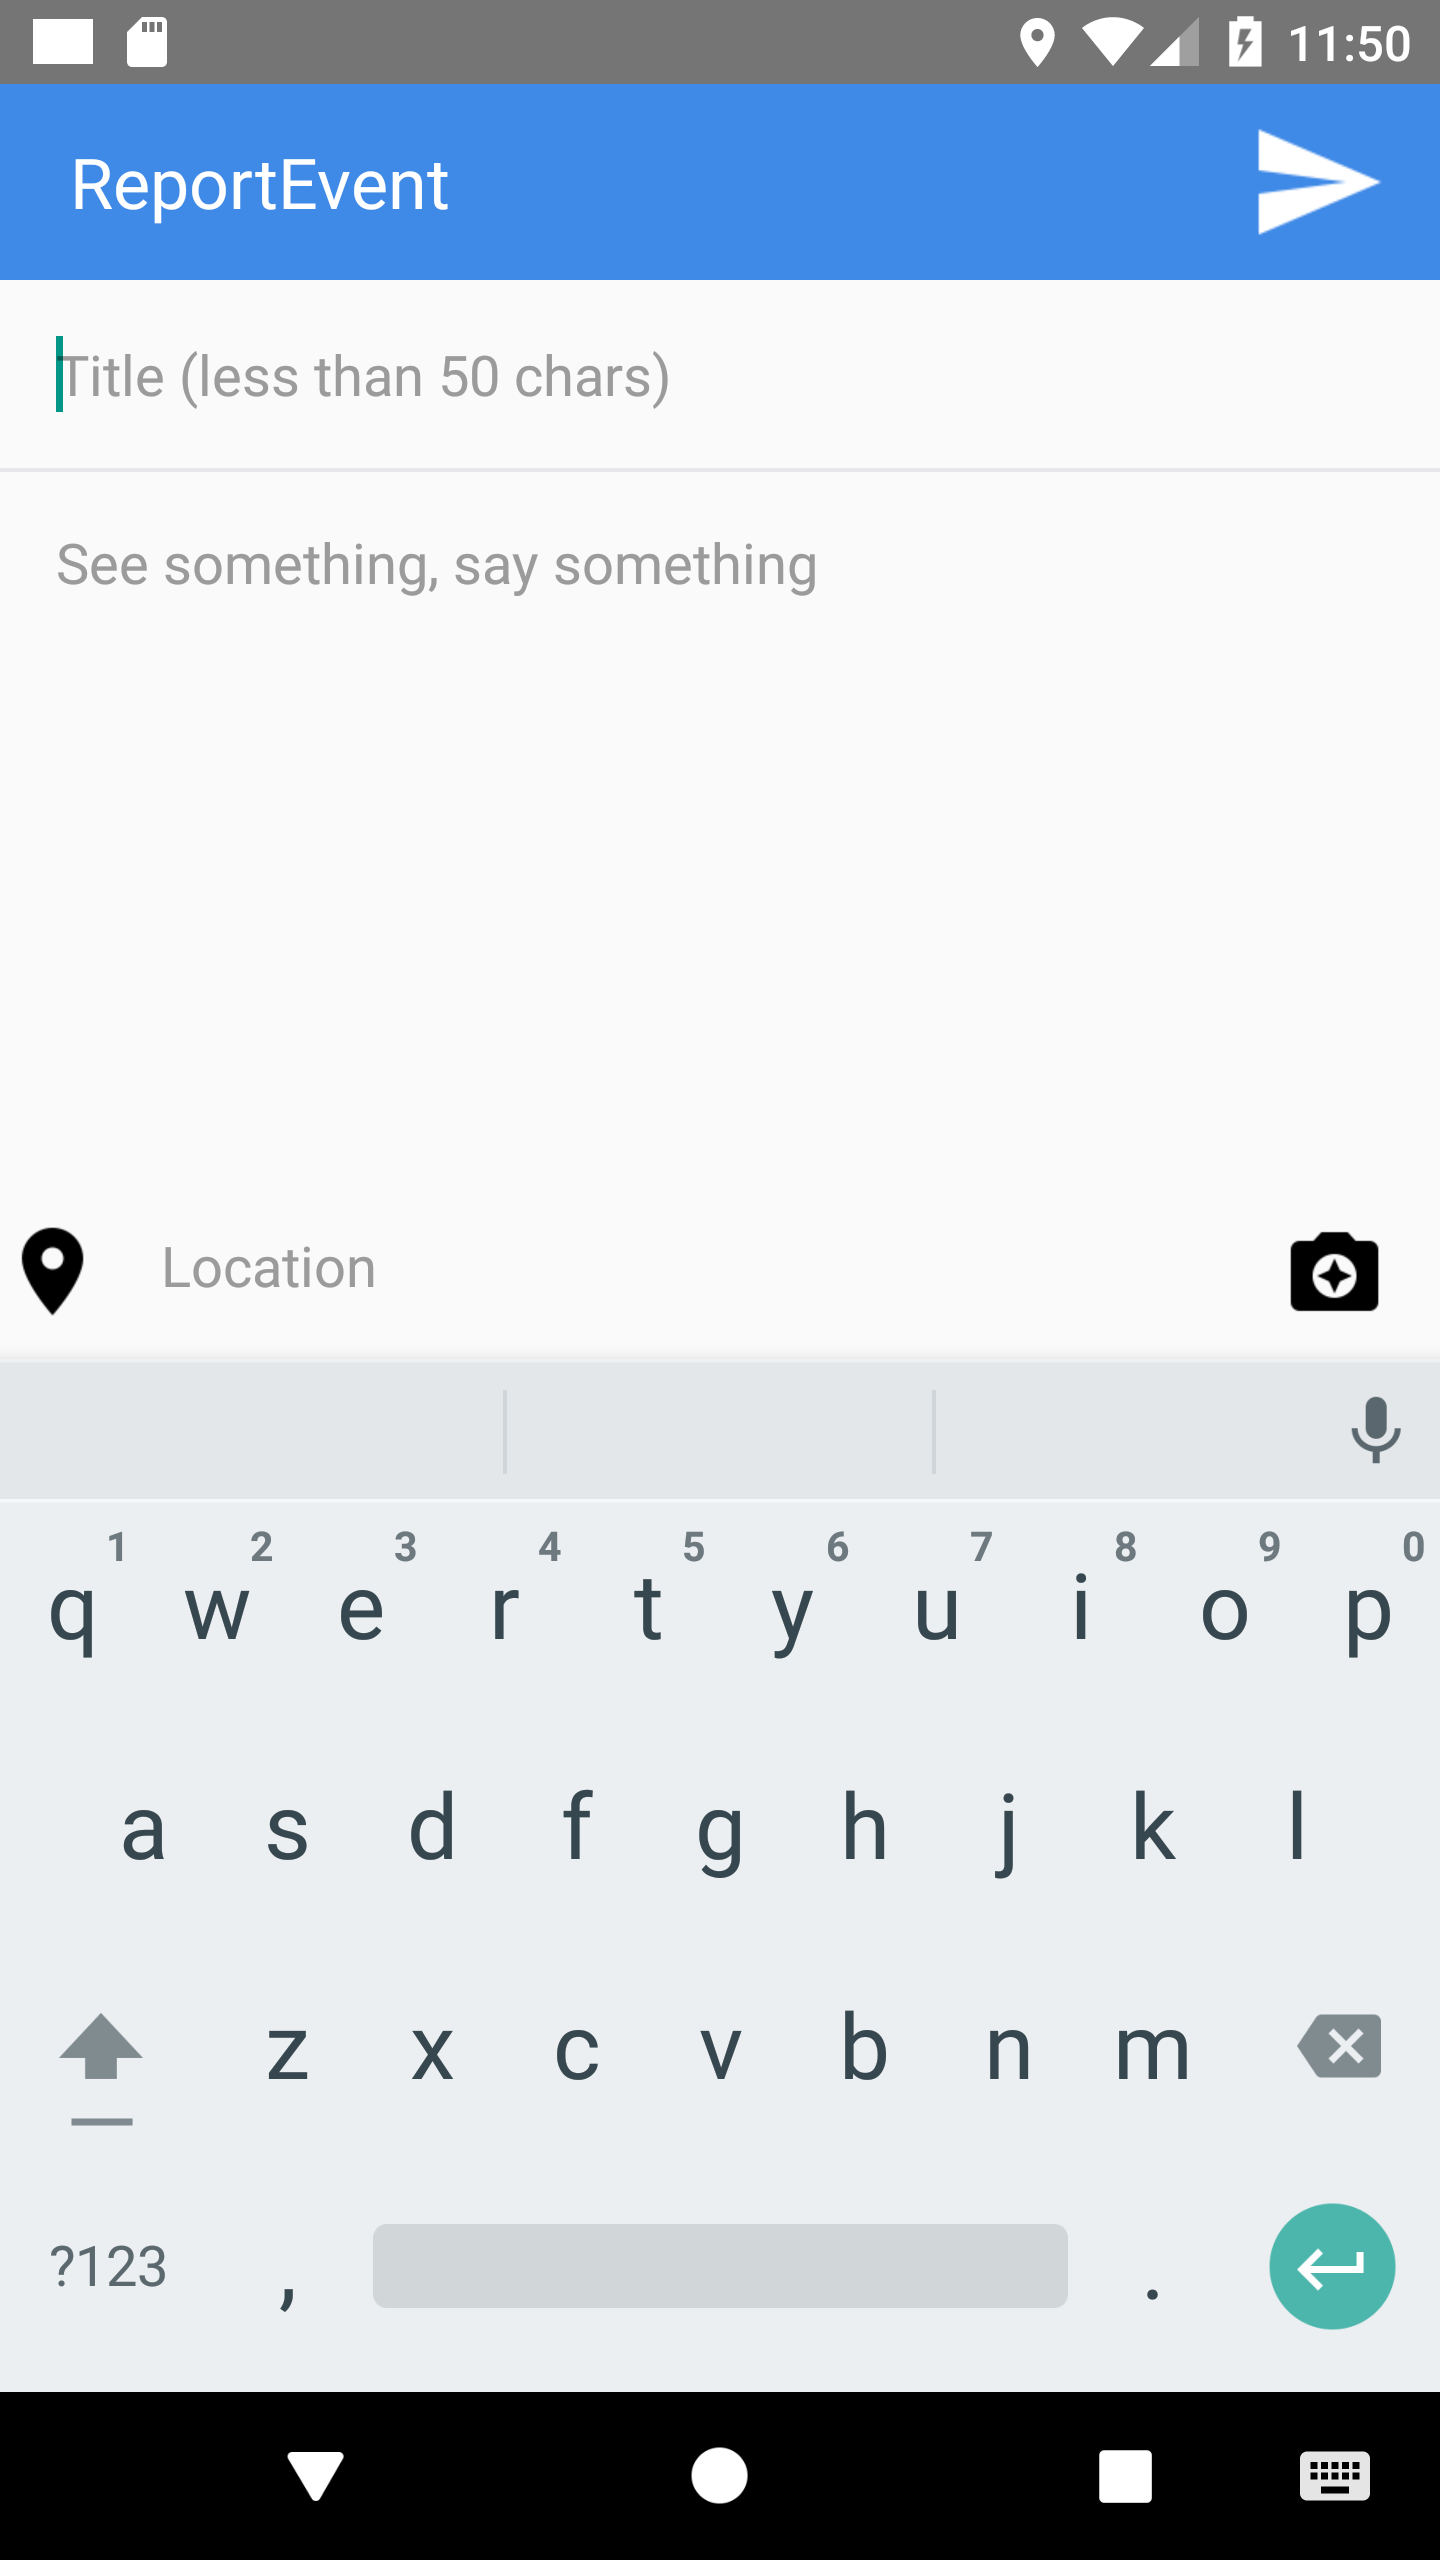 11:50
ReportEvent
Title (less than 50 chars)
See something, say something
Location
1 2 3 4 5 6 7 8 9 0
q w e r t y u i o p
a s d f g h j k l
z x c v b n m
?123 , .